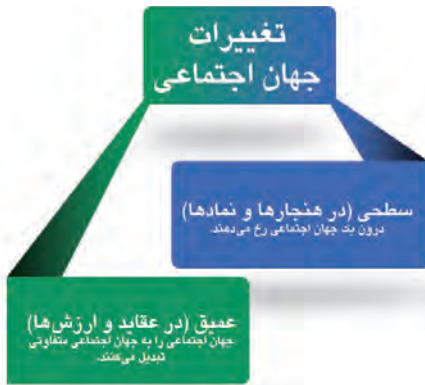 تغییرات
جهان اجتماعی
سطحی (در هنجارها و نمادها)
درون یک جهان اجتماعی رخ می‌دهند.
عمیق (در عقاید و ارزش‌ها)
جهان اجتماعی را به جهان اجتماعی متفاوتی
تبدیل می‌کنند.